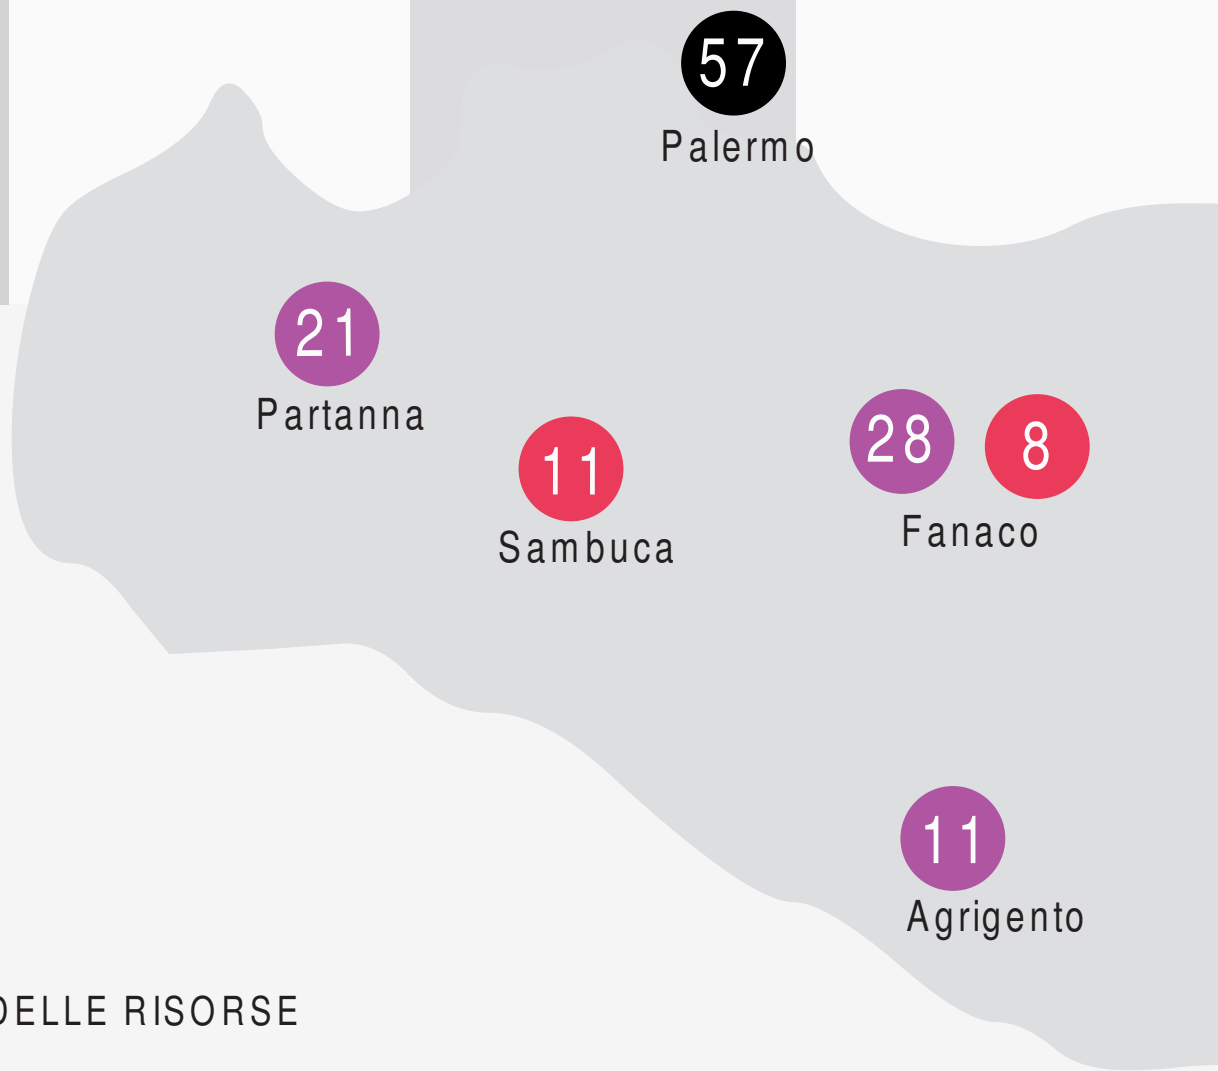 57
Palermo
21
Partanna
11
Sambuca
28 8
Fanaco
11
Agrigento
DELLE RISORSE